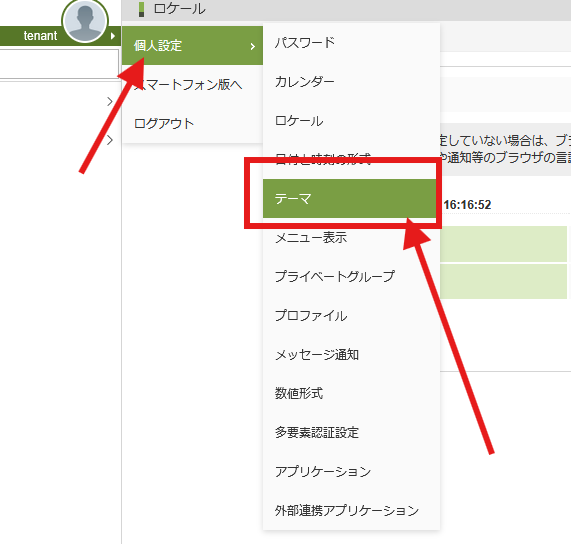 ロケール
tenant
個人設定
スマートフォン版へ
ログアウト
パスワード
カレンダー
ロケール
日付と時刻の形式
テーマ
メニュー表示
プライベートグループ
プロファイル
メッセージ通知
数値形式
多要素認証設定
アプリケーション
外部連携アプリケーション
定していない場合は、ブラ
や通知等のブラウザの言語
16:16:52